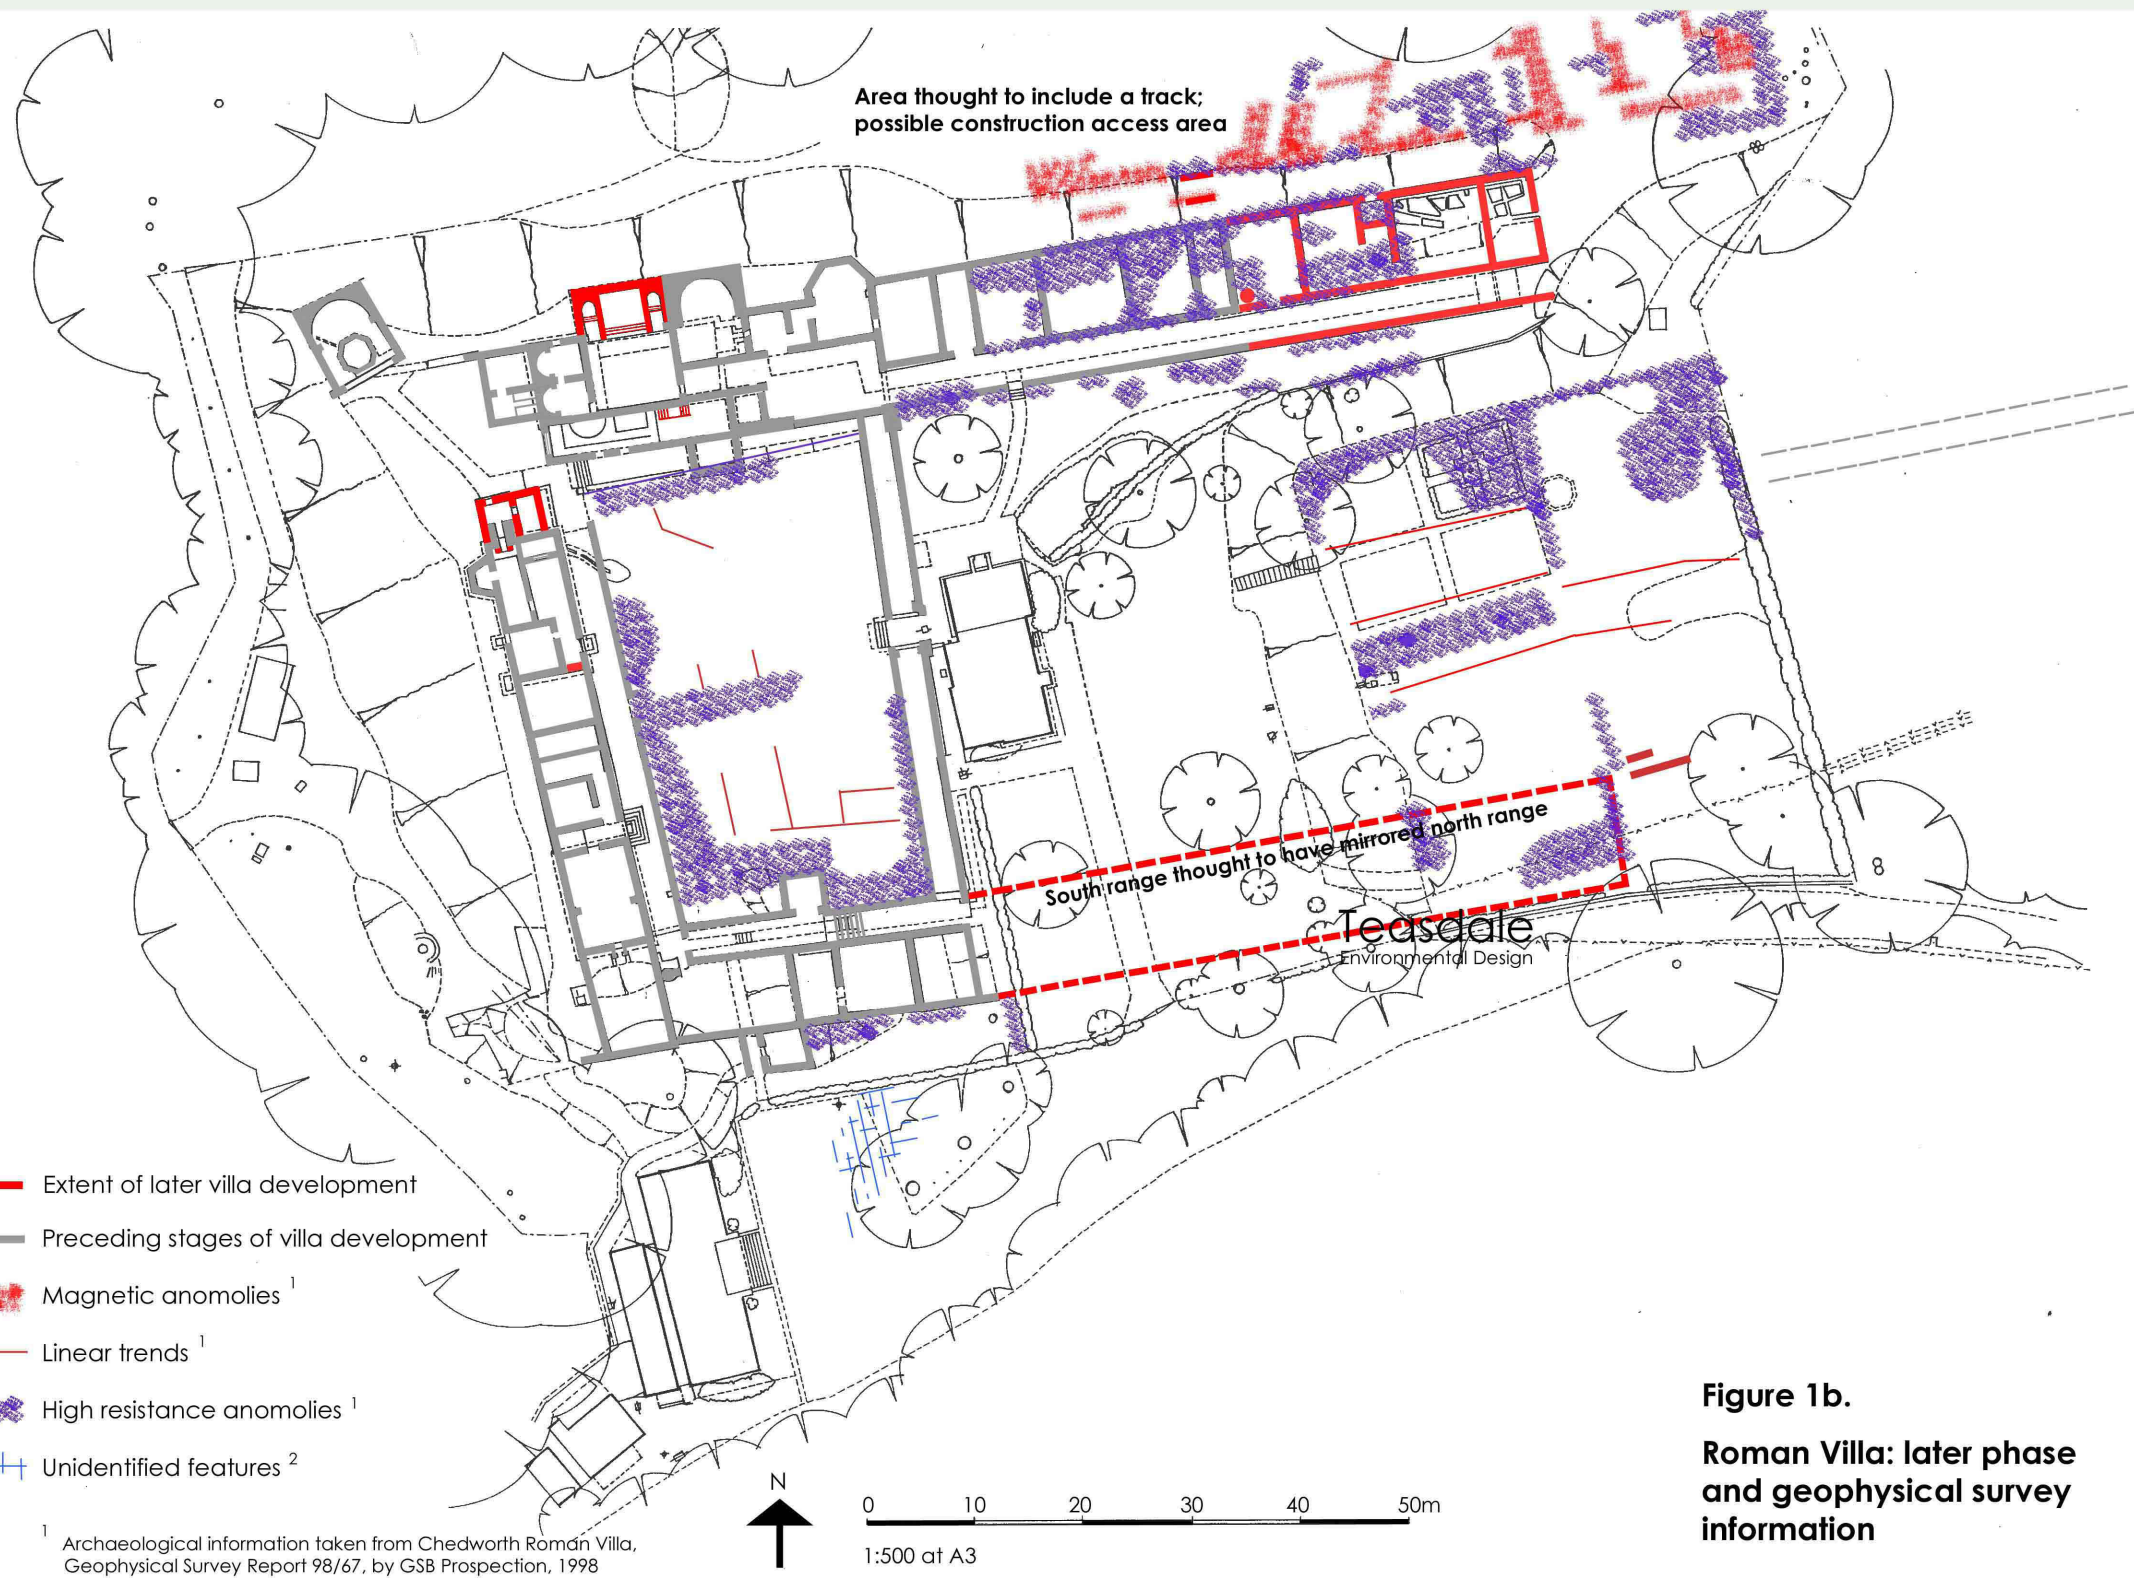 Area thought to include a track;
possible construction access area
South range thought to have mirrored north range
Teasdale
Environmental Design
Extent of later villa development
Preceding stages of villa development
Magnetic anomolies 1
Linear trends 1
High resistance anomolies 1
Unidentified features 2
1 Archaeological information taken from Chedworth Roman Villa,
Geophysical Survey Report 98/67, by GSB Prospection, 1998
N
0 10 20 30 40 50m
1:500 at A3
Figure 1b.
Roman Villa: later phase
and geophysical survey
information